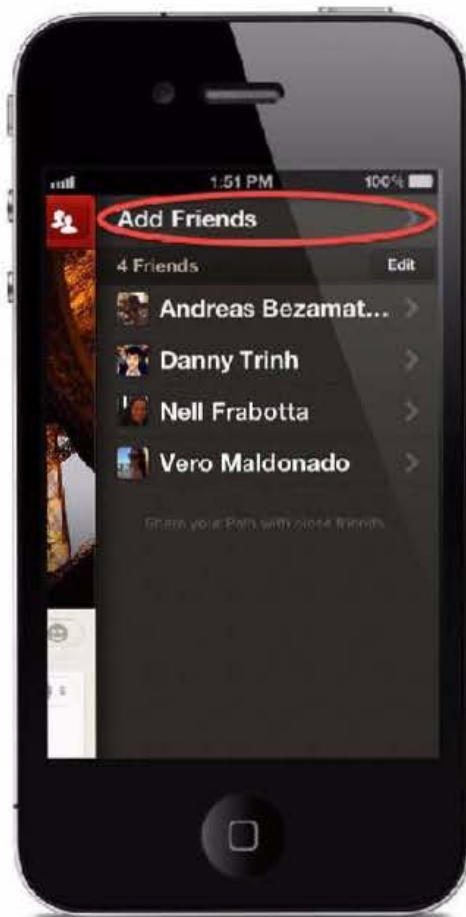 1:51 PM 100%
Add Friends
4 Friends Edit
Andreas Bezamat...
Danny Trinh
Nell Frabotta
Vero Maldonado
Share your Path with close friends.